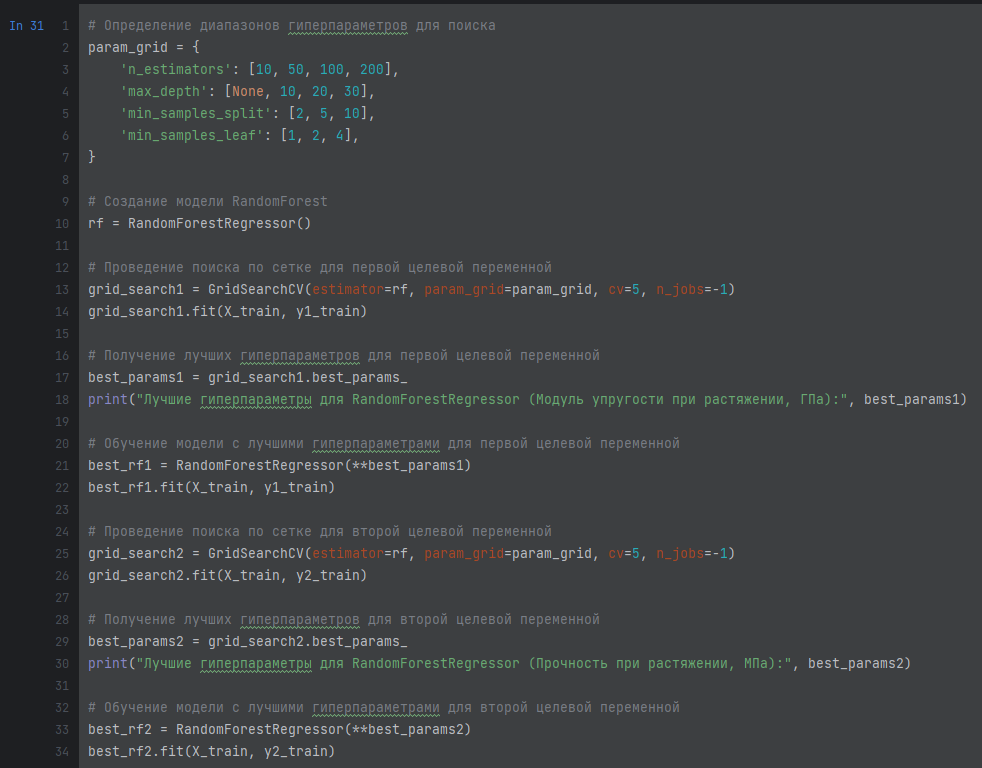 In 31
1 # Определение диапазонов гиперпараметров для поиска
2 param_grid = {
3     'n_estimators': [10, 50, 100, 200],
4     'max_depth': [None, 10, 20, 30],
5     'min_samples_split': [2, 5, 10],
6     'min_samples_leaf': [1, 2, 4],
7 }
8
9 # Создание модели RandomForest
10 rf = RandomForestRegressor()
11
12 # Проведение поиска по сетке для первой целевой переменной
13 grid_search1 = GridSearchCV(estimator=rf, param_grid=param_grid, cv=5, n_jobs=-1)
14 grid_search1.fit(X_train, y1_train)
15
16 # Получение лучших гиперпараметров для первой целевой переменной
17 best_params1 = grid_search1.best_params_
18 print("Лучшие гиперпараметры для RandomForestRegressor (Модуль упругости при растяжении, ГПа):", best_params1)
19
20 # Обучение модели с лучшими гиперпараметрами для первой целевой переменной
21 best_rf1 = RandomForestRegressor(**best_params1)
22 best_rf1.fit(X_train, y1_train)
23
24 # Проведение поиска по сетке для второй целевой переменной
25 grid_search2 = GridSearchCV(estimator=rf, param_grid=param_grid, cv=5, n_jobs=-1)
26 grid_search2.fit(X_train, y2_train)
27
28 # Получение лучших гиперпараметров для второй целевой переменной
29 best_params2 = grid_search2.best_params_
30 print("Лучшие гиперпараметры для RandomForestRegressor (Прочность при растяжении, МПа):", best_params2)
31
32 # Обучение модели с лучшими гиперпараметрами для второй целевой переменной
33 best_rf2 = RandomForestRegressor(**best_params2)
34 best_rf2.fit(X_train, y2_train)